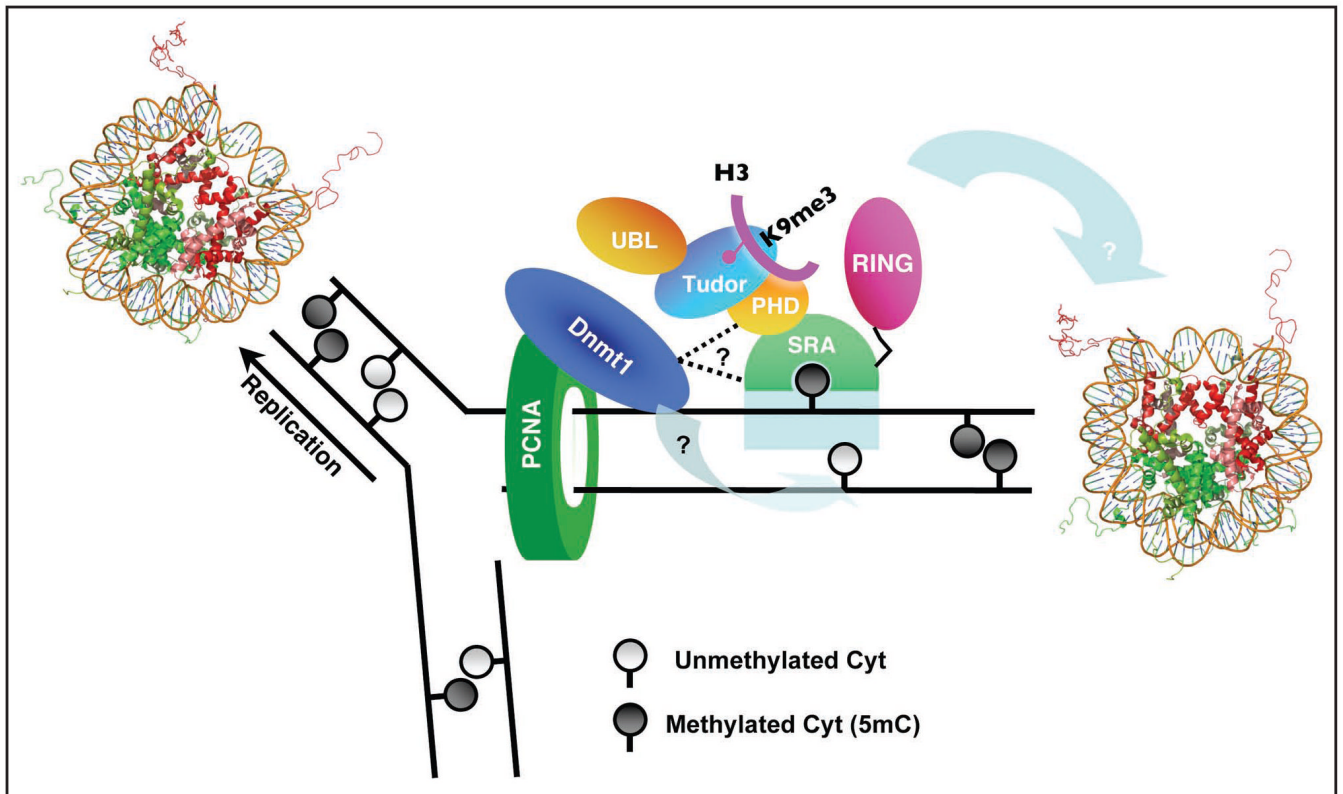 H3
K9me3
UBL
Tudor
PHD
RING
?
Dnmt1
?
SRA
Replication
PCNA
?
Unmethylated Cyt
Methylated Cyt (5mC)